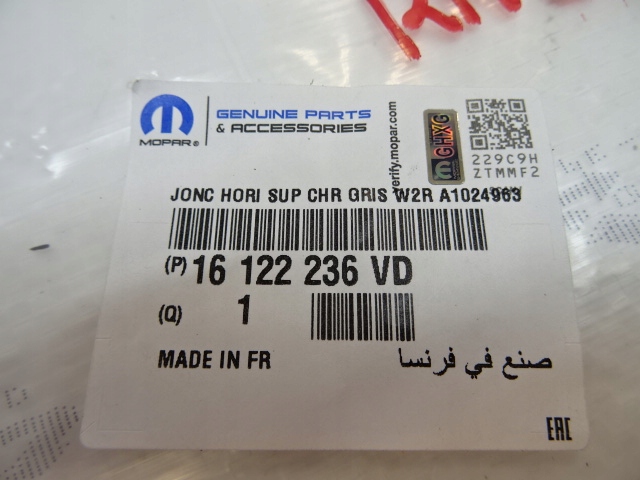 GENUINE PARTS
& ACCESSORIES
MOPAR®
verify.mopar.com
GHXG
229C9H
ZTMMF2
JONC HORI SUP CHR GRIS W2R A1024963
(P) 16 122 236 VD
(Q) 1
MADE IN FR
صنع في فرنسا
EAC